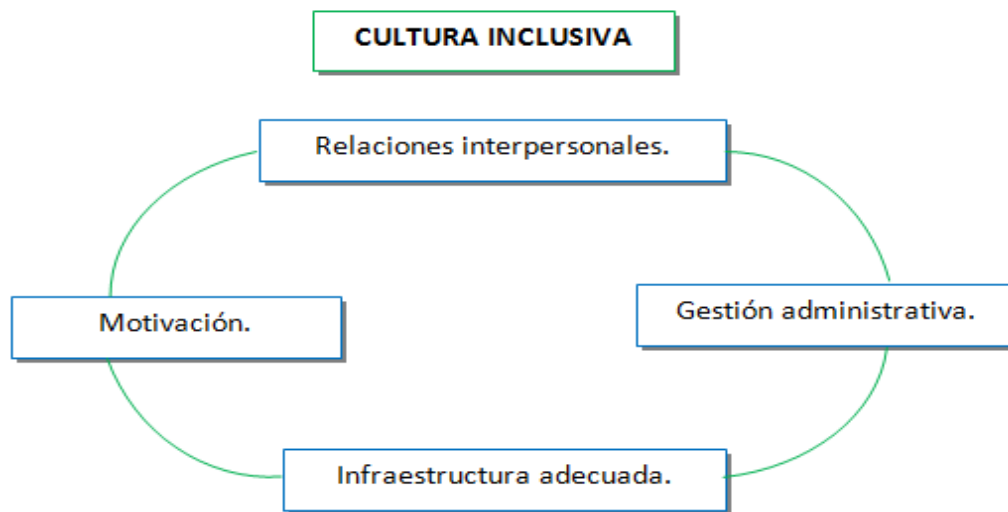 CULTURA INCLUSIVA
Relaciones interpersonales.
Motivación.
Gestión administrativa.
Infraestructura adecuada.